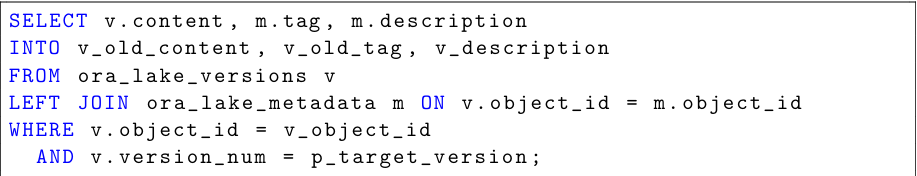 SELECT v.content, m.tag, m.description
INTO v_old_content, v_old_tag, v_description
FROM ora_lake_versions v
LEFT JOIN ora_lake_metadata m ON v.object_id = m.object_id
WHERE v.object_id = v_object_id
  AND v.version_num = p_target_version;